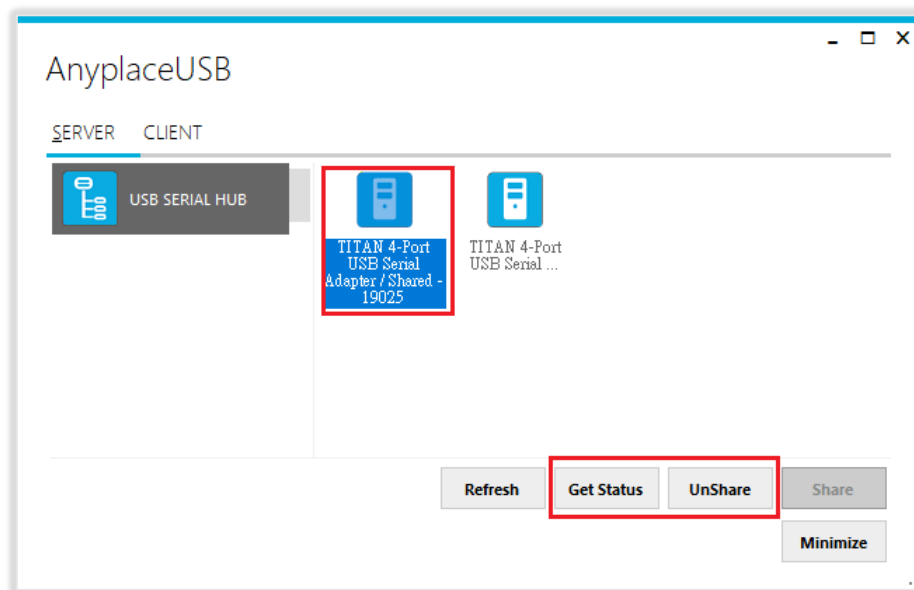 AnyplaceUSB
SERVER CLIENT
USB SERIAL HUB
TITAN 4-Port
USB Serial
Adapter / Shared -
19025
TITAN 4-Port
USB Serial ...
Refresh Get Status UnShare Share
Minimize